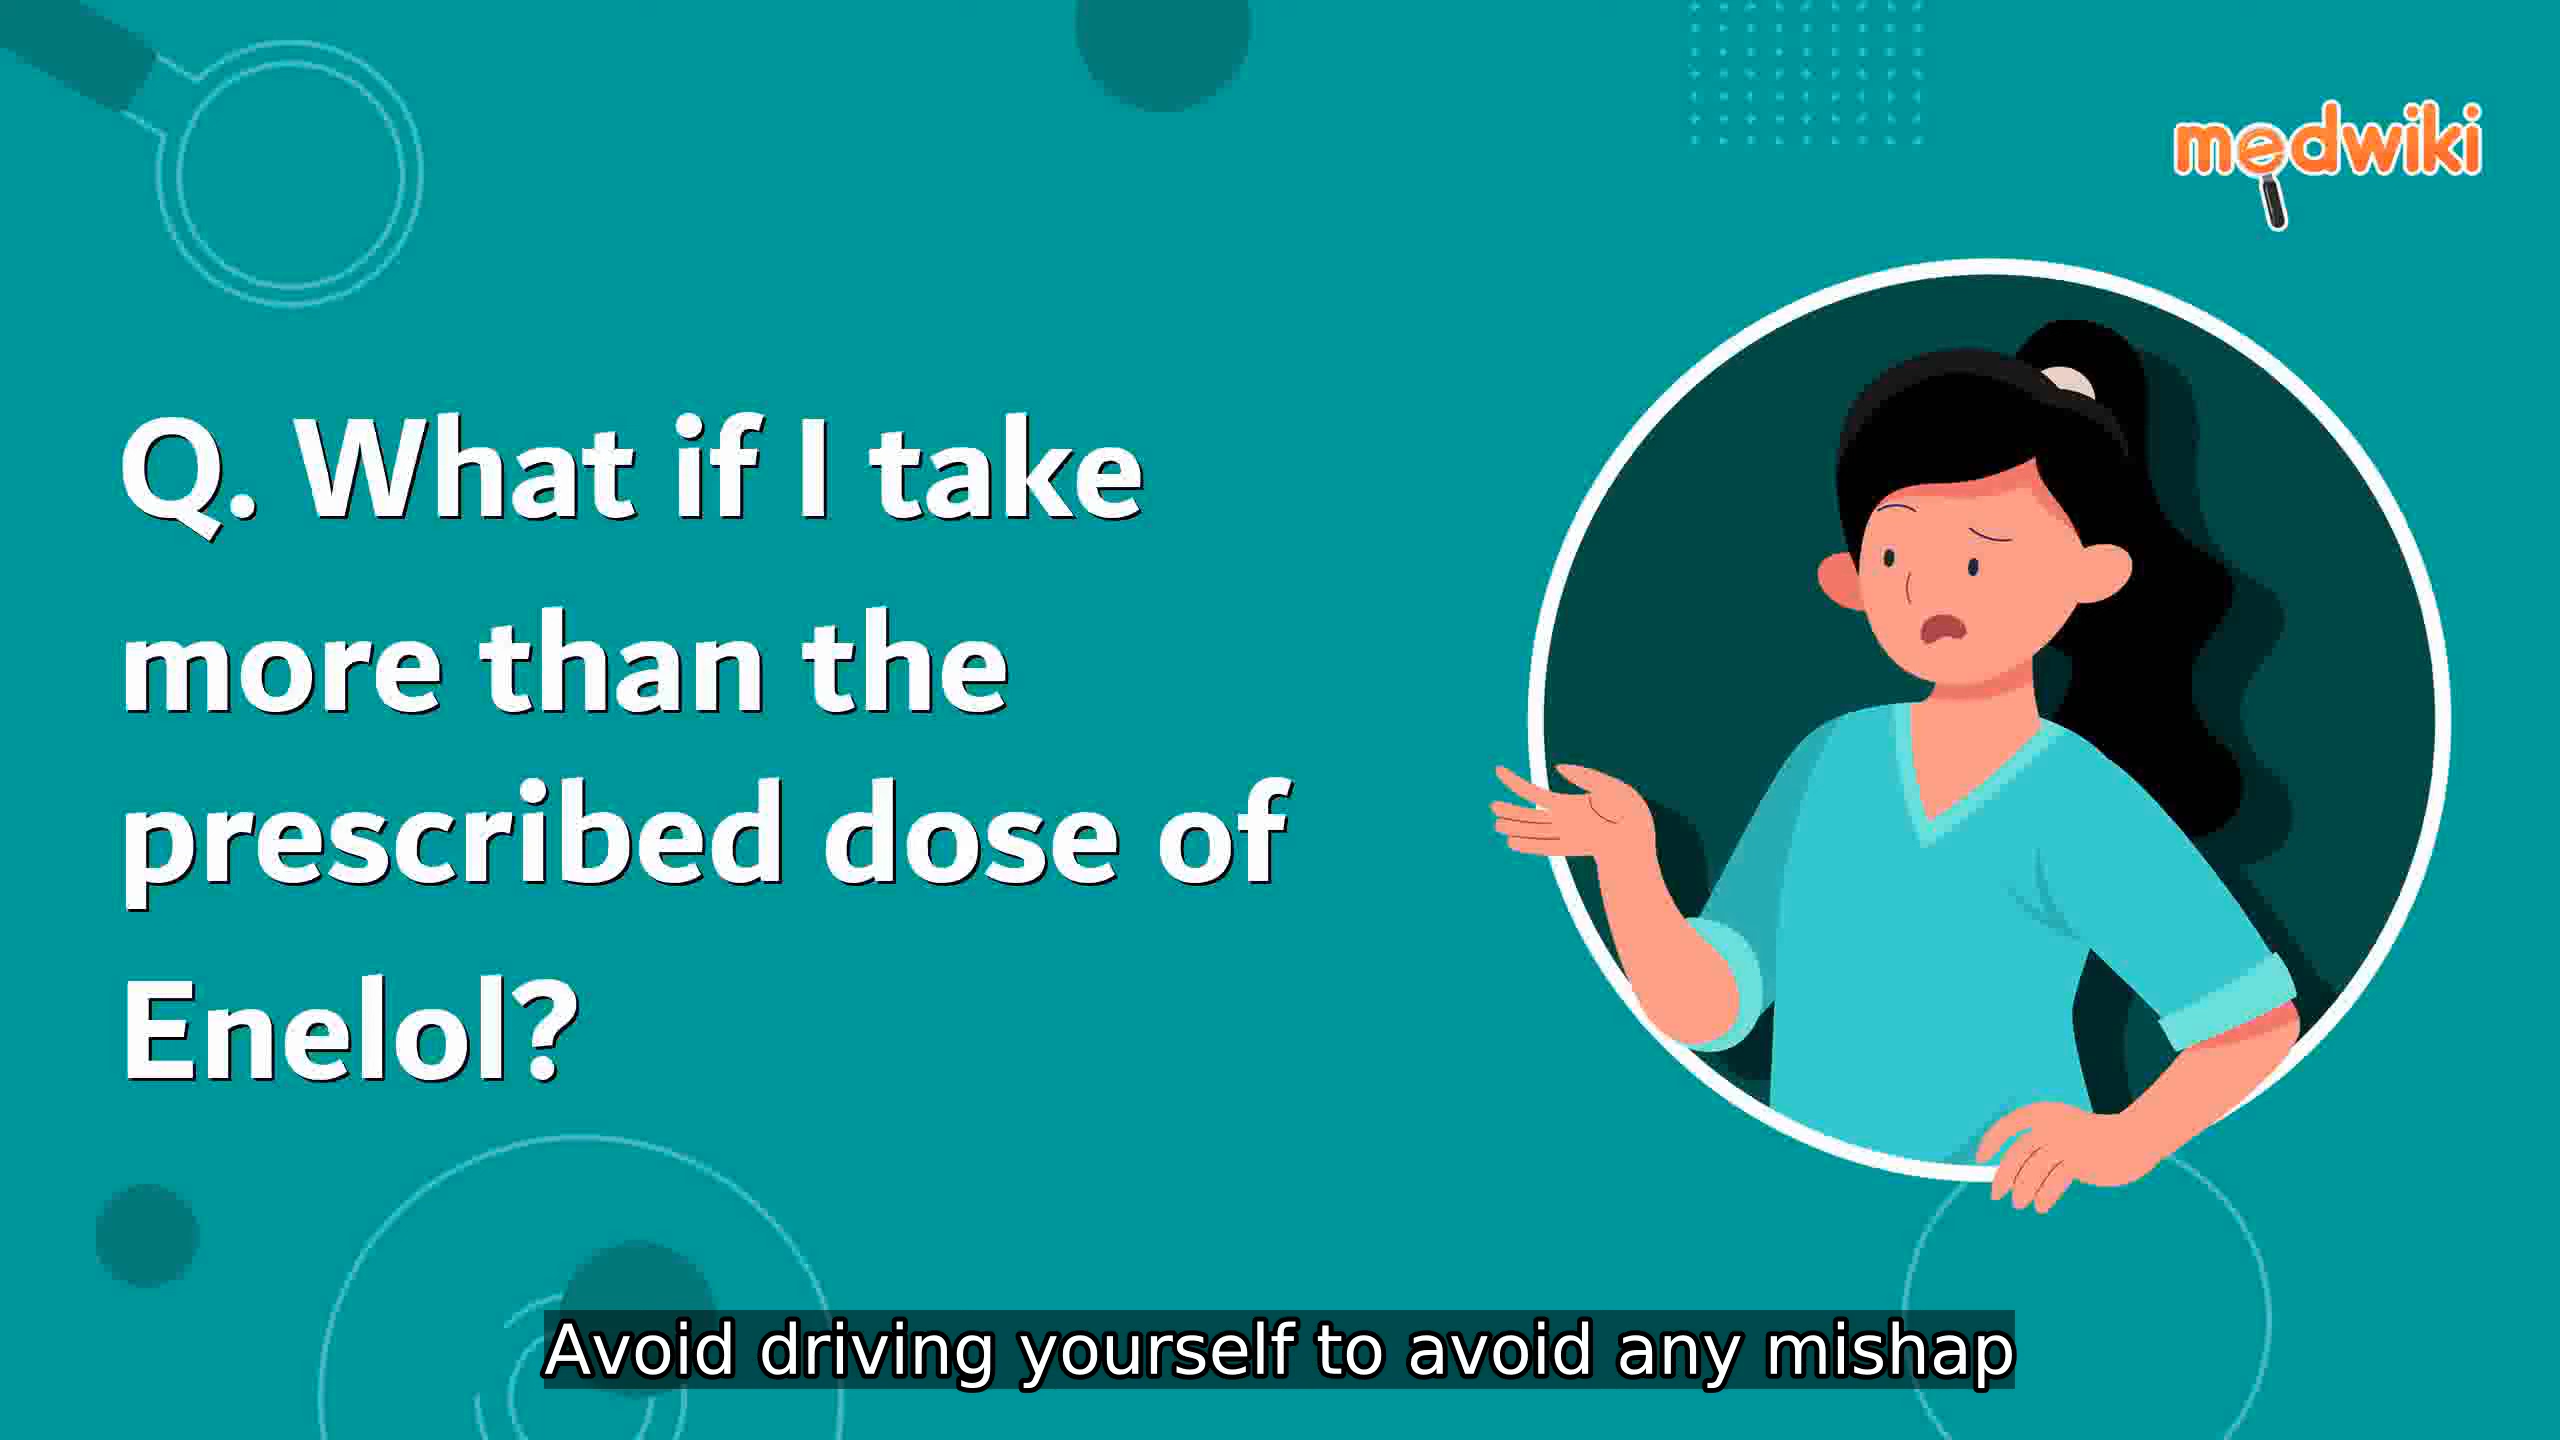 medwiki
Q. What if I take
more than the
prescribed dose of
Enelol?
Avoid driving yourself to avoid any mishap